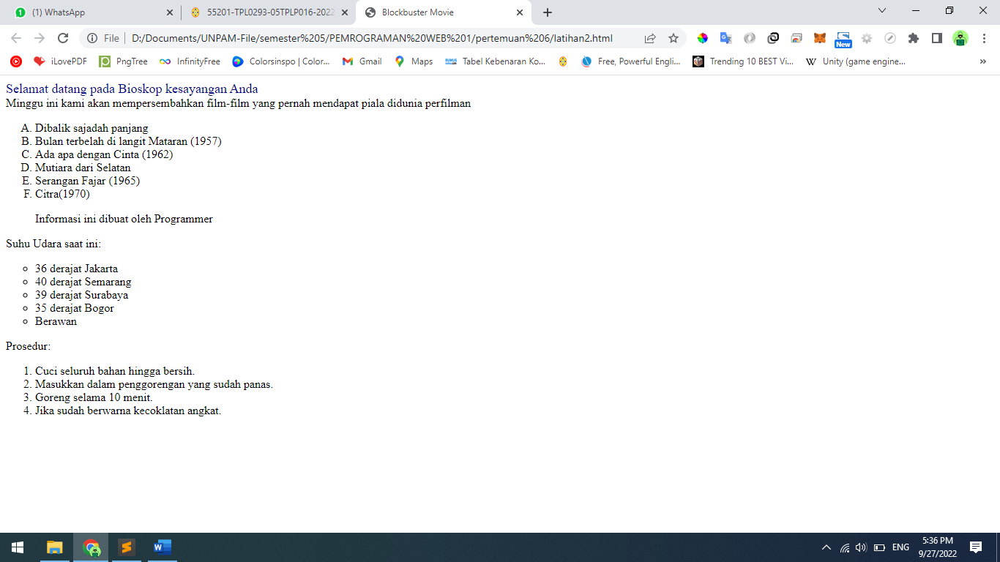 (1) WhatsApp
55201-TPL0293-05TPLP016-2022
Blockbuster Movie
File
D:/Documents/UNPAM-File/semester%205/PEMROGRAMAN%20WEB%201/pertemuan%206/latihan2.html
New
iLovePDF
PngTree
InfinityFree
Colorsinspo | Color...
Gmail
Maps
Tabel Kebenaran Ko...
Free, Powerful Engli...
Trending 10 BEST Vi...
W Unity (game engine...
»
Selamat datang pada Bioskop kesayangan Anda
Minggu ini kami akan mempersembahkan film-film yang pernah mendapat piala didunia perfilman
A. Dibalik sajadah panjang
B. Bulan terbelah di langit Mataran (1957)
C. Ada apa dengan Cinta (1962)
D. Mutiara dari Selatan
E. Serangan Fajar (1965)
F. Citra(1970)
Informasi ini dibuat oleh Programmer
Suhu Udara saat ini:
36 derajat Jakarta
40 derajat Semarang
39 derajat Surabaya
35 derajat Bogor
Berawan
Prosedur:
1. Cuci seluruh bahan hingga bersih.
2. Masukkan dalam penggorengan yang sudah panas.
3. Goreng selama 10 menit.
4. Jika sudah berwarna kecoklatan angkat.
ENG
5:36 PM
9/27/2022